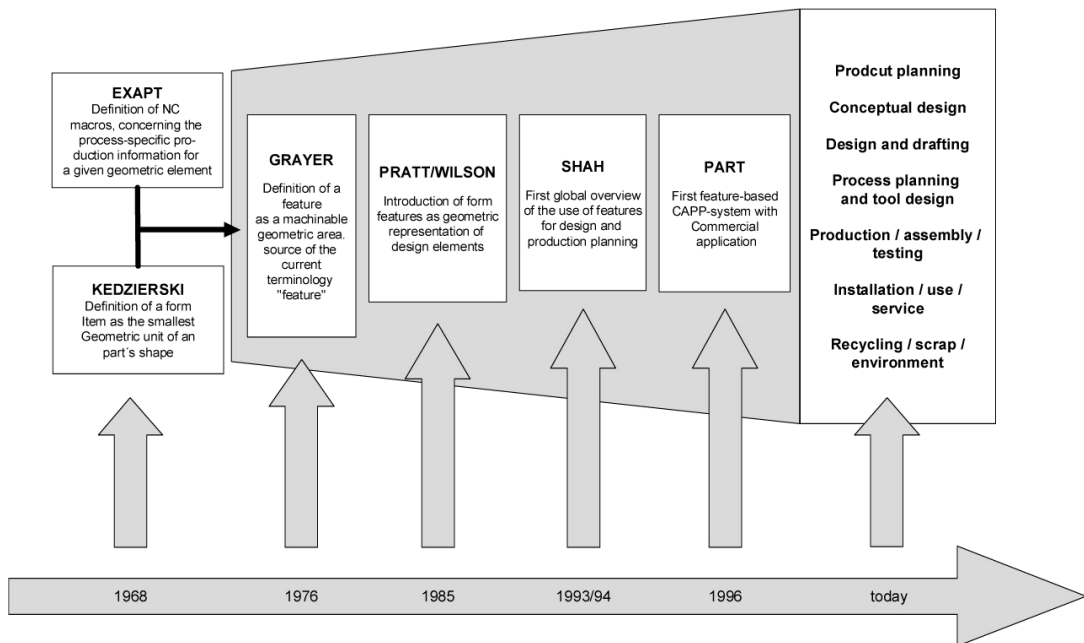 EXAPT
Definition of NC
macros, concerning the
process-specific pro-
duction information for
a given geometric element
KEDZIERSKI
Definition of a form
Item as the smallest
Geometric unit of an
part´s shape
GRAYER
Definition of a
feature
as a machinable
geometric area.
source of the
current
terminology
"feature"
PRATT/WILSON
Introduction of form
features as geometric
representation of
design elements
SHAH
First global overview
of the use of features
for design and
production planning
PART
First feature-based
CAPP-system with
Commercial
application
Prodcut planning
Conceptual design
Design and drafting
Process planning
and tool design
Production / assembly /
testing
Installation / use /
service
Recycling / scrap /
environment
1968
1976
1985
1993/94
1996
today